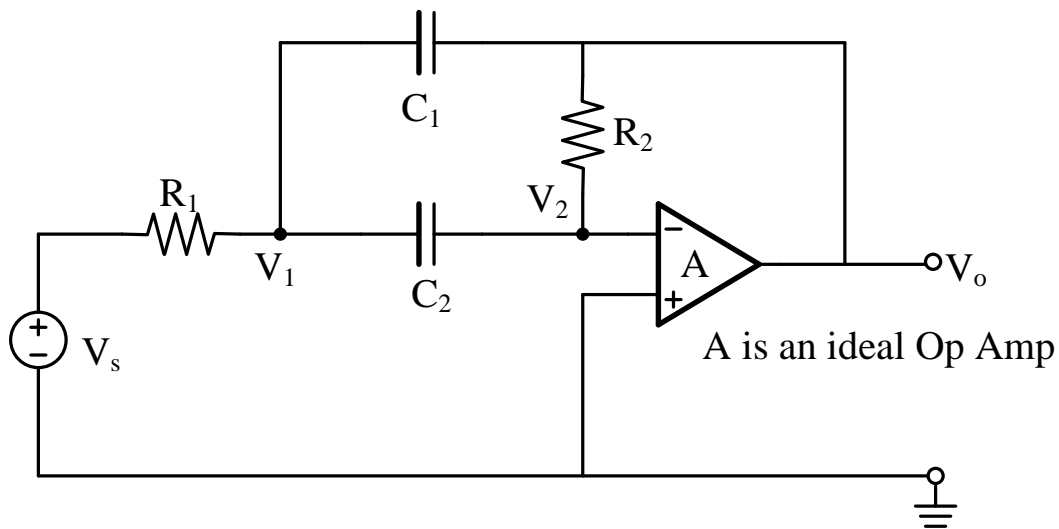 C₁
R₂
R₁
V₂
V₁
C₂
−
A
+
Vₒ
+
−
Vₛ
A is an ideal Op Amp